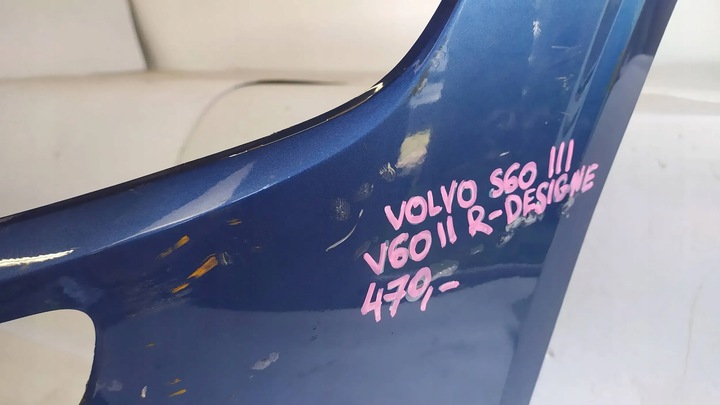 VOLVO S60 III
V60 II R-DESIGNE
470,-